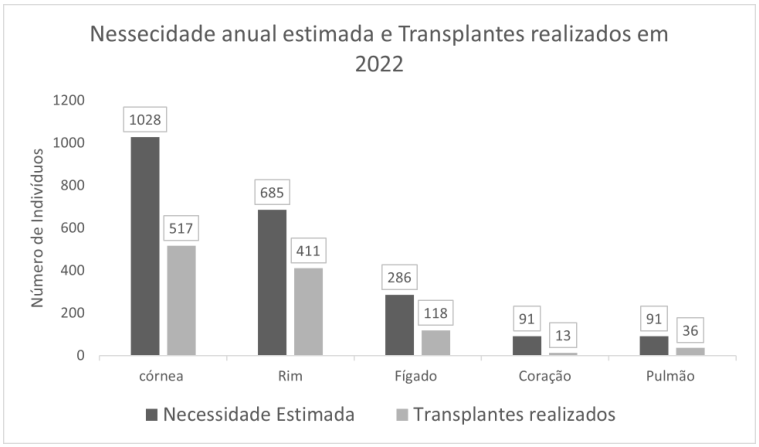 Nessecidade anual estimada e Transplantes realizados em
2022
Número de Indivíduos
1200
1000
800
600
400
200
0
1028
517
685
411
286
118
91
13
91
36
córnea
Rim
Fígado
Coração
Pulmão
Necessidade Estimada
Transplantes realizados